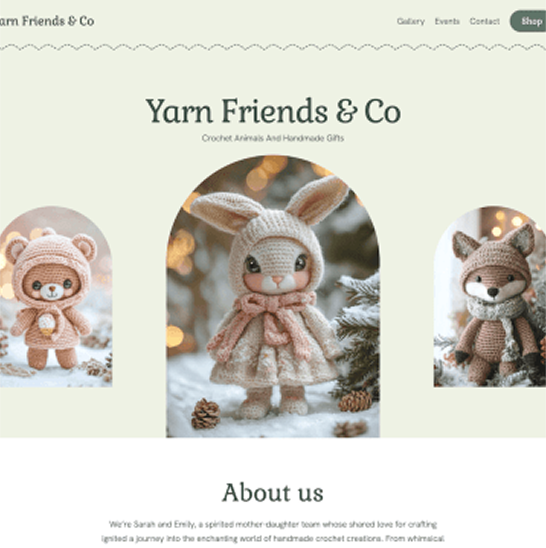 arn Friends & Co
Gallery Events Contact Shop
Yarn Friends & Co
Crochet Animals And Handmade Gifts
About us
We're Sarah and Emily, a spirited mother-daughter team whose shared love for crafting
ignited a journey into the enchanting world of handmade crochet creations. From whimsical